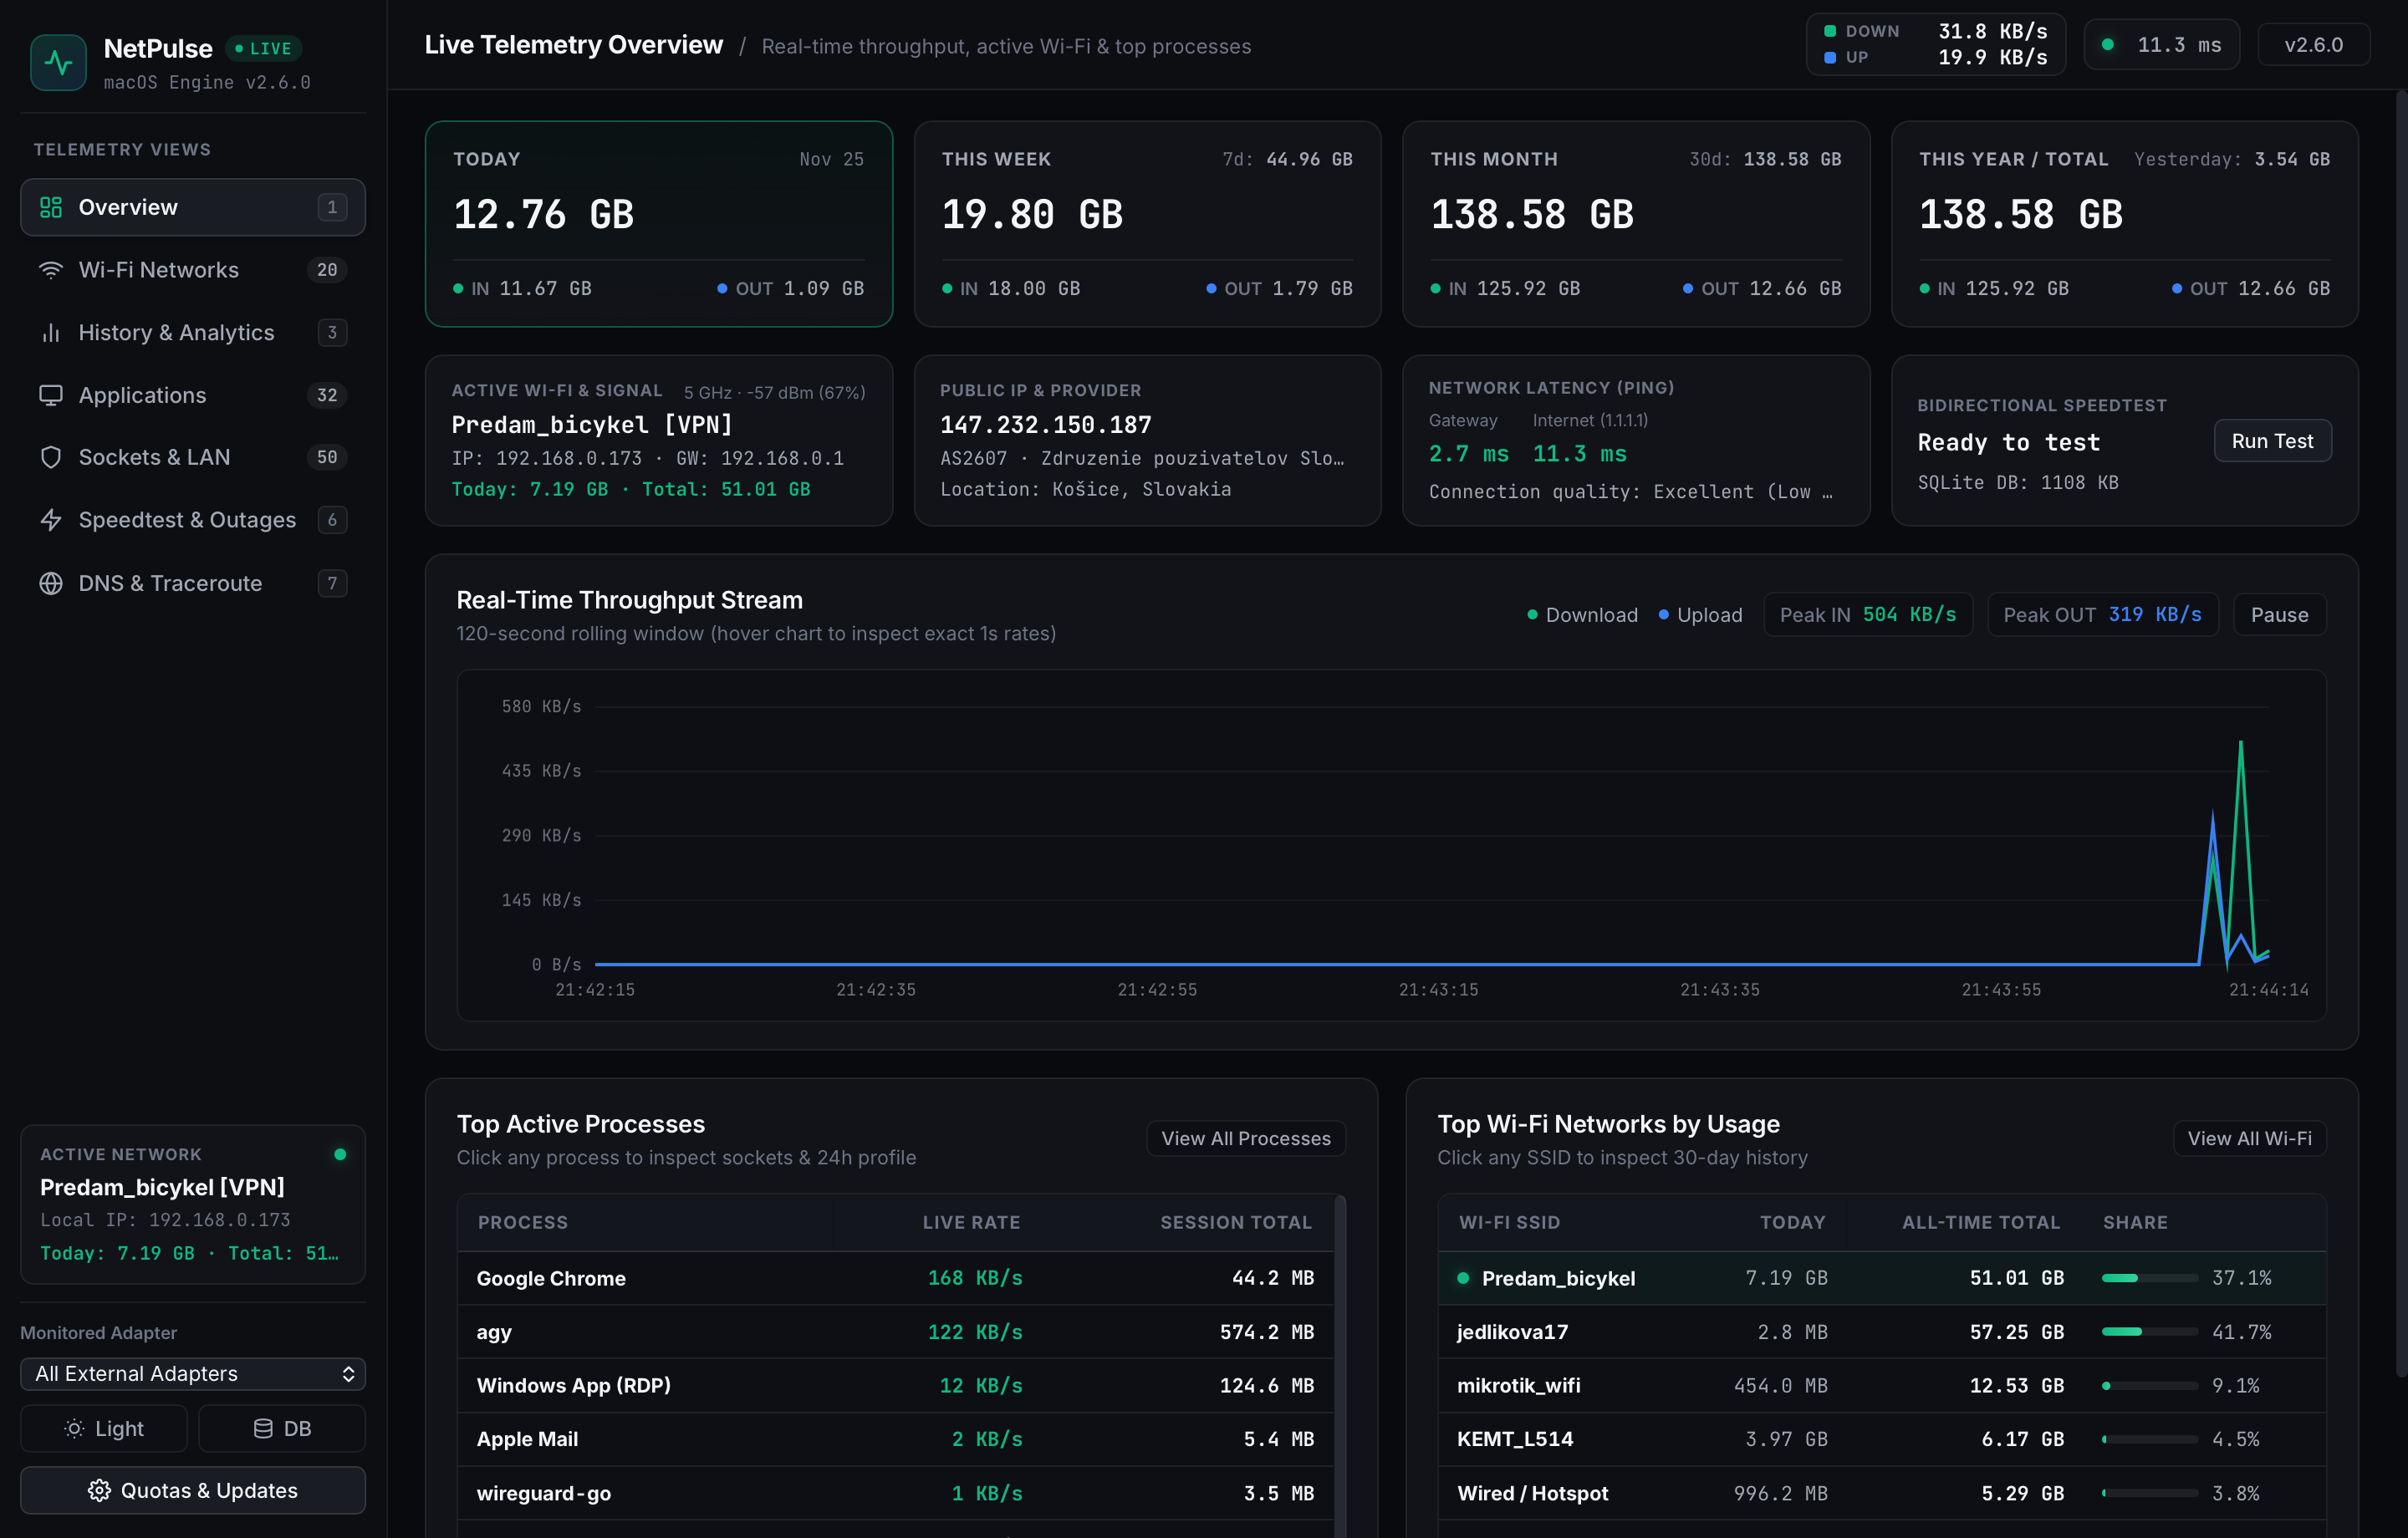 NetPulse
LIVE
macOS Engine v2.6.0
TELEMETRY VIEWS
Overview 1
Wi-Fi Networks 20
History & Analytics 3
Applications 32
Sockets & LAN 50
Speedtest & Outages 6
DNS & Traceroute 7
ACTIVE NETWORK
Predam_bicykel [VPN]
Local IP: 192.168.0.173
Today: 7.19 GB · Total: 51…
Monitored Adapter
All External Adapters
Light DB
Quotas & Updates
Live Telemetry Overview / Real-time throughput, active Wi-Fi & top processes
DOWN 31.8 KB/s
UP 19.9 KB/s
11.3 ms
v2.6.0
TODAY Nov 25
12.76 GB
IN 11.67 GB OUT 1.09 GB
THIS WEEK 7d: 44.96 GB
19.80 GB
IN 18.00 GB OUT 1.79 GB
THIS MONTH 30d: 138.58 GB
138.58 GB
IN 125.92 GB OUT 12.66 GB
THIS YEAR / TOTAL Yesterday: 3.54 GB
138.58 GB
IN 125.92 GB OUT 12.66 GB
ACTIVE WI-FI & SIGNAL 5 GHz · -57 dBm (67%)
Predam_bicykel [VPN]
IP: 192.168.0.173 · GW: 192.168.0.1
Today: 7.19 GB · Total: 51.01 GB
PUBLIC IP & PROVIDER
147.232.150.187
AS2607 · Zdruzenie pouzivatelov Slo…
Location: Košice, Slovakia
NETWORK LATENCY (PING)
Gateway Internet (1.1.1.1)
2.7 ms 11.3 ms
Connection quality: Excellent (Low …
BIDIRECTIONAL SPEEDTEST
Ready to test
Run Test
SQLite DB: 1108 KB
Real-Time Throughput Stream
120-second rolling window (hover chart to inspect exact 1s rates)
Download Upload Peak IN 504 KB/s Peak OUT 319 KB/s Pause
580 KB/s
435 KB/s
290 KB/s
145 KB/s
0 B/s
21:42:15 21:42:35 21:42:55 21:43:15 21:43:35 21:43:55 21:44:14
Top Active Processes
Click any process to inspect sockets & 24h profile
View All Processes
PROCESS LIVE RATE SESSION TOTAL
Google Chrome 168 KB/s 44.2 MB
agy 122 KB/s 574.2 MB
Windows App (RDP) 12 KB/s 124.6 MB
Apple Mail 2 KB/s 5.4 MB
wireguard-go 1 KB/s 3.5 MB
Top Wi-Fi Networks by Usage
Click any SSID to inspect 30-day history
View All Wi-Fi
WI-FI SSID TODAY ALL-TIME TOTAL SHARE
Predam_bicykel 7.19 GB 51.01 GB 37.1%
jedlikova17 2.8 MB 57.25 GB 41.7%
mikrotik_wifi 454.0 MB 12.53 GB 9.1%
KEMT_L514 3.97 GB 6.17 GB 4.5%
Wired / Hotspot 996.2 MB 5.29 GB 3.8%